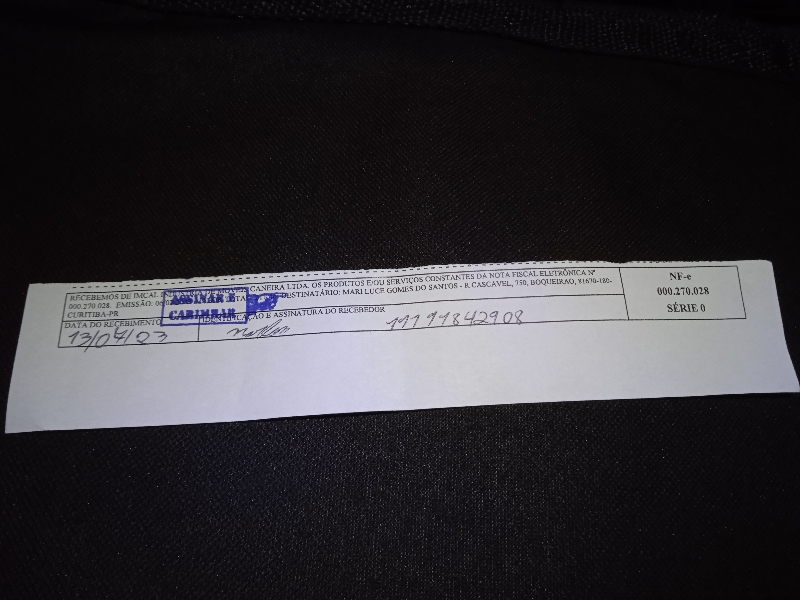 RECEBEMOS DE IMCAL CANEIRA LTDA. OS PRODUTOS E/OU SERVIÇOS CONSTANTES DA NOTA FISCAL ELETRÔNICA Nº
000.270.028. EMISSÃO: DESTINATÁRIO: MARI LUCE GOMES DO SANTOS - R CASCAVEL, 750, BOQUEIRAO, 81670-180-
CURITIBA-PR
ASSINAR E
CARIMBAR
DATA DO RECEBIMENTO
IDENTIFICAÇÃO E ASSINATURA DO RECEBEDOR
13/04/23
19191842908
NF-e
000.270.028
SÉRIE 0